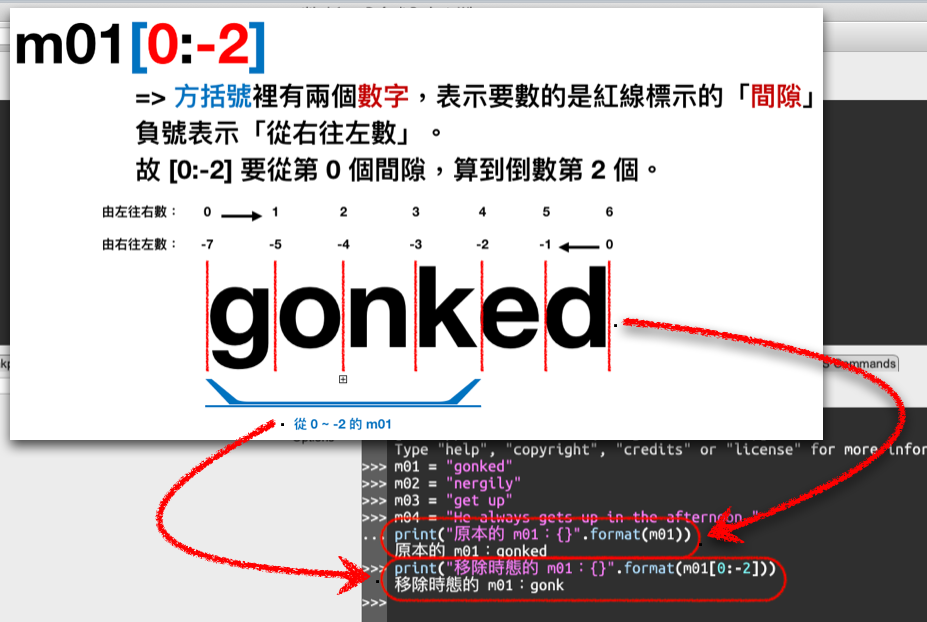 m01[0:-2]
=> 方括號裡有兩個數字，表示要數的是紅線標示的「間隙」
負號表示「從右往左數」。
故 [0:-2] 要從第 0 個間隙，算到倒數第 2 個。
由左往右數： 0 1 2 3 4 5 6
由右往左數： -7 -5 -4 -3 -2 -1 0
gonked
從 0 ~ -2 的 m01
Commands
Type "help", "copyright", "credits" or "license" for more infor
>>> m01 = "gonked"
>>> m02 = "nergily"
>>> m03 = "get up"
>>> m04 = "He always gets up in the afternoon."
... print("原本的 m01：{}".format(m01))
原本的 m01：gonked
>>> print("移除時態的 m01：{}".format(m01[0:-2]))
移除時態的 m01：gonk
>>>